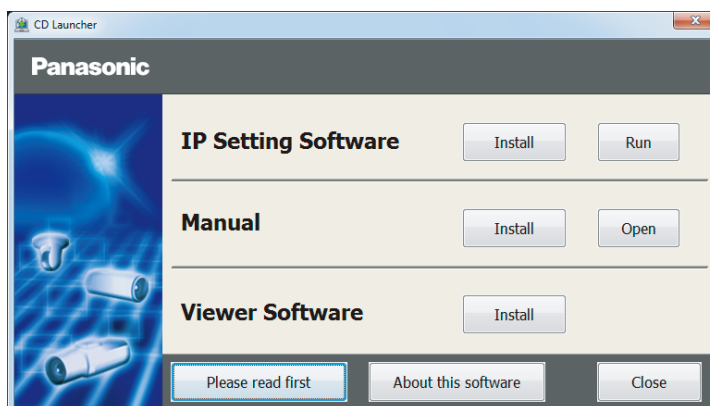 CD Launcher
Panasonic
IP Setting Software Install Run
Manual Install Open
Viewer Software Install
Please read first About this software Close